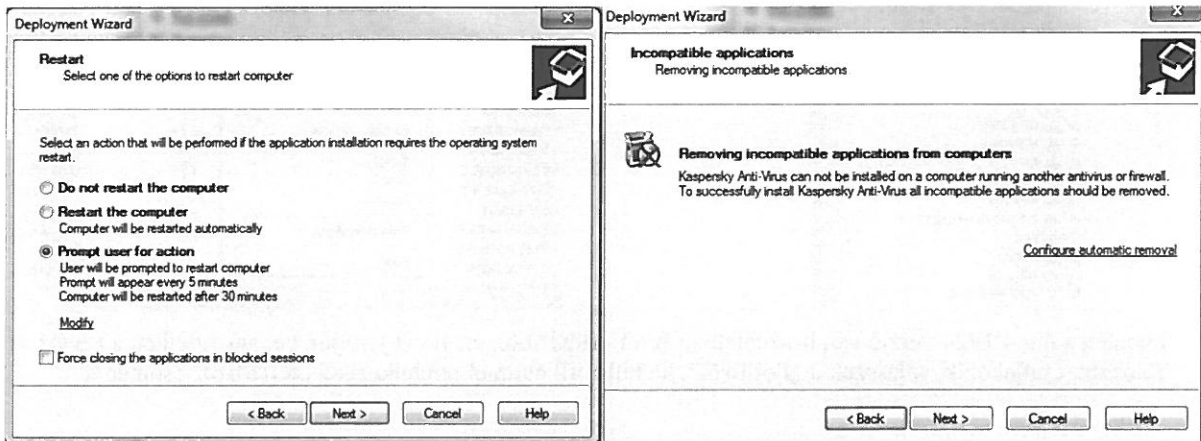 Deployment Wizard
Restart
Select one of the options to restart computer
Select an action that will be performed if the application installation requires the operating system
restart.
Do not restart the computer
Restart the computer
Computer will be restarted automatically
Prompt user for action
User will be prompted to restart computer
Prompt will appear every 5 minutes
Computer will be restarted after 30 minutes
Modify
Force closing the applications in blocked sessions
< Back
Next >
Cancel
Help
Deployment Wizard
Incompatible applications
Removing incompatible applications
Removing incompatible applications from computers
Kaspersky Anti-Virus can not be installed on a computer running another antivirus or firewall.
To successfully install Kaspersky Anti-Virus all incompatible applications should be removed.
Configure automatic removal
< Back
Next >
Cancel
Help